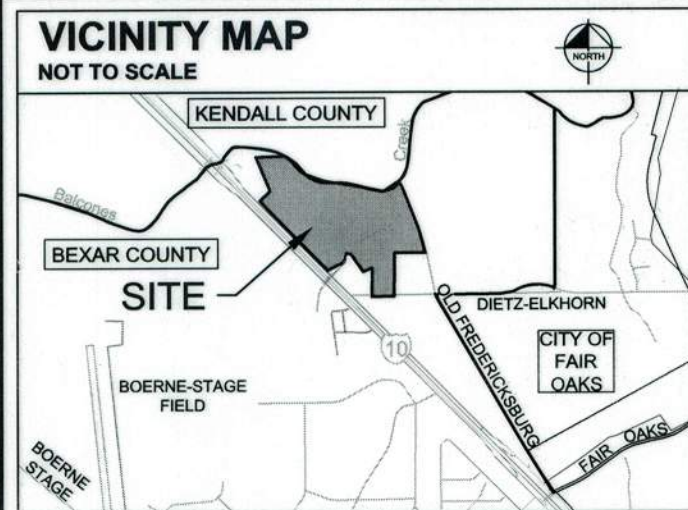 VICINITY MAP
NOT TO SCALE
NORTH
KENDALL COUNTY
Creek
Balcones
BEXAR COUNTY
SITE
DIETZ-ELKHORN
OLD FREDERICKSBURG
10
CITY OF
FAIR
OAKS
BOERNE-STAGE
FIELD
FAIR OAKS
BOERNE
STAGE